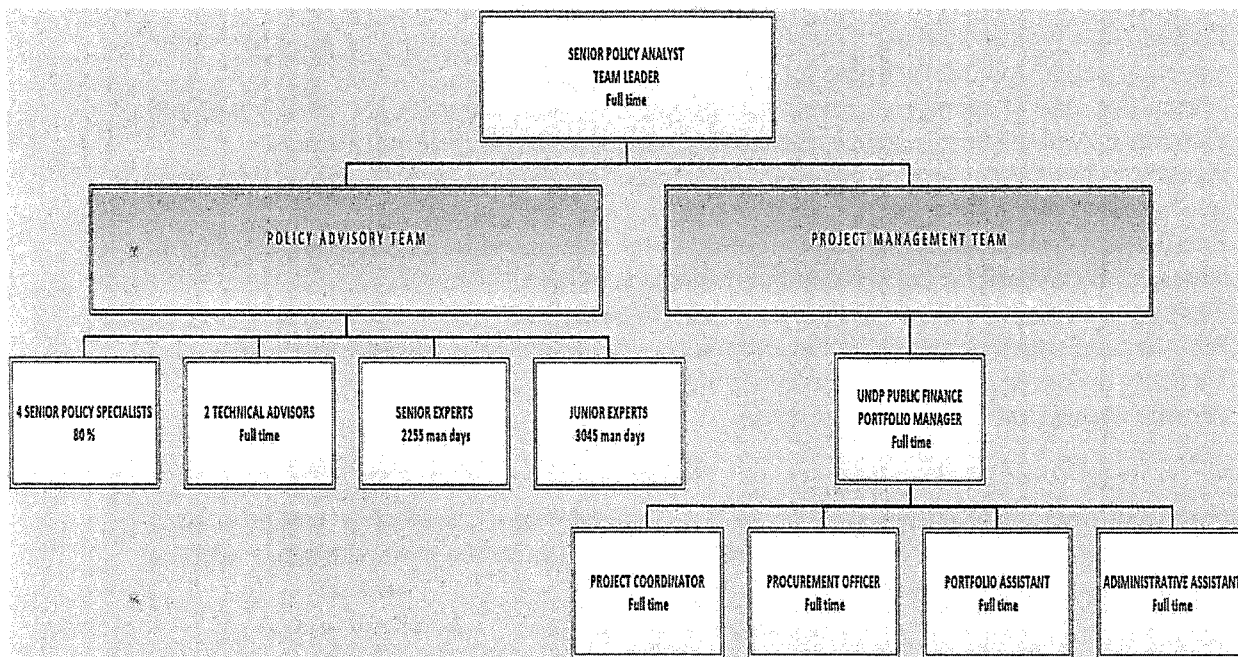 SENIOR POLICY ANALYST
TEAM LEADER
Full time
POLICY ADVISORY TEAM
PROJECT MANAGEMENT TEAM
4 SENIOR POLICY SPECIALISTS
80 %
2 TECHNICAL ADVISORS
Full time
SENIOR EXPERTS
2255 man days
JUNIOR EXPERTS
3045 man days
UNDP PUBLIC FINANCE
PORTFOLIO MANAGER
Full time
PROJECT COORDINATOR
Full time
PROCUREMENT OFFICER
Full time
PORTFOLIO ASSISTANT
Full time
ADIMINISTRATIVE ASSISTANT
Full time